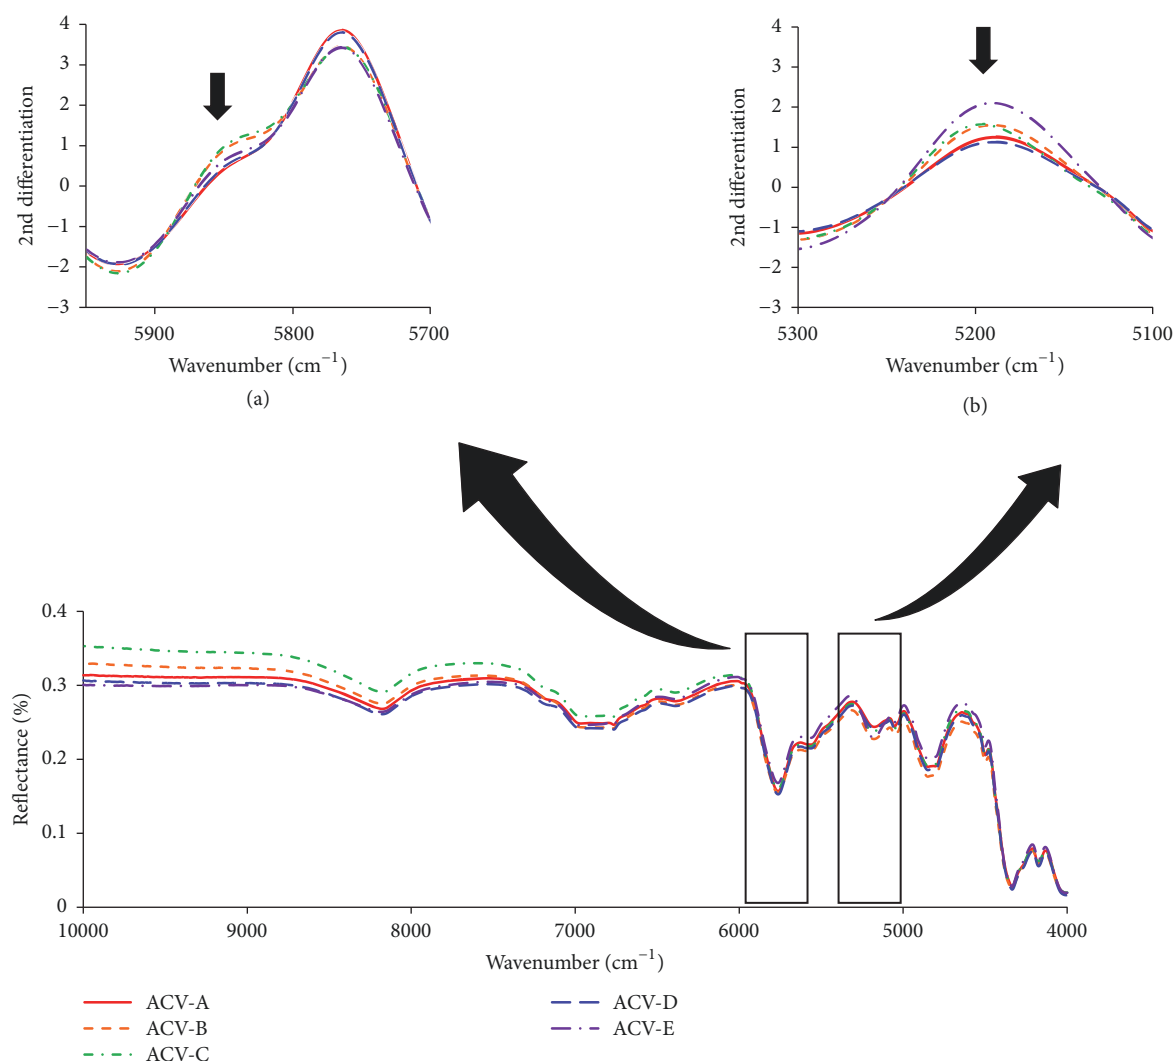 4
3
2
1
0
−1
−2
−3
2nd differentiation
5900
5800
5700
Wavenumber (cm⁻¹)
(a)
4
3
2
1
0
−1
−2
−3
2nd differentiation
5300
5200
5100
Wavenumber (cm⁻¹)
(b)
0.4
0.3
0.2
0.1
0
Reflectance (%)
10000
9000
8000
7000
6000
5000
4000
Wavenumber (cm⁻¹)
ACV-A
ACV-B
ACV-C
ACV-D
ACV-E